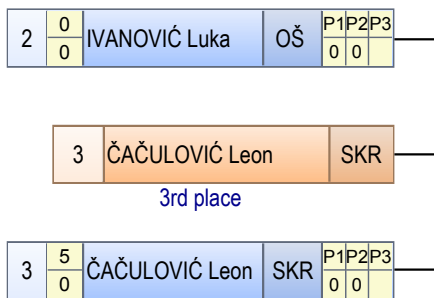 2 0 0 IVANOVIĆ Luka OŠ P1 P2 P3 0 0
3 ČAČULOVIĆ Leon SKR
3rd place
3 5 0 ČAČULOVIĆ Leon SKR P1 P2 P3 0 0